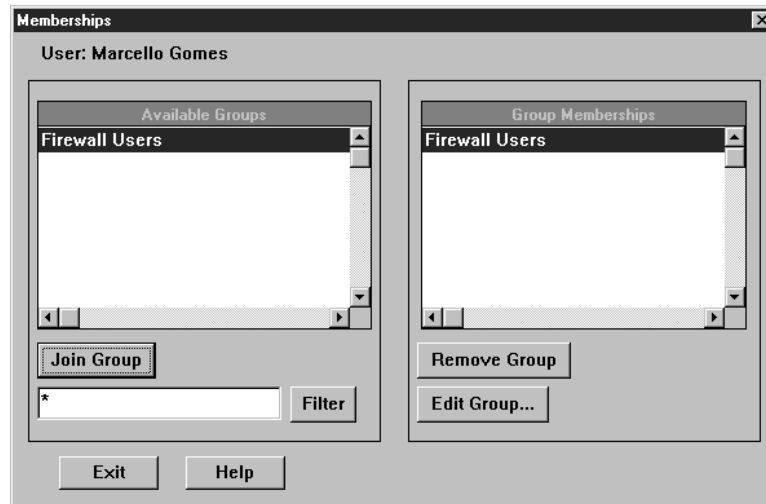 Memberships
User: Marcello Gomes
Available Groups
Firewall Users
Join Group
*
Filter
Group Memberships
Firewall Users
Remove Group
Edit Group...
Exit
Help